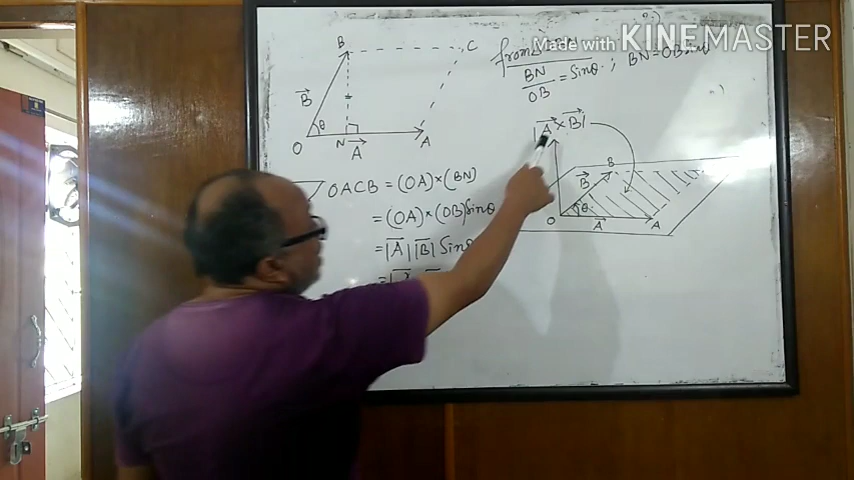 Made with KINEMASTER
B
C
from
BN/OB = Sinθ ; BN = OB Sinθ
B⃗
θ
O
N
A⃗
A
|A⃗ × B⃗|
OACB = (OA) × (BN)
= (OA) × (OB) Sinθ
= |A⃗| |B⃗| Sinθ
B⃗
B
θ
O
A⃗
A